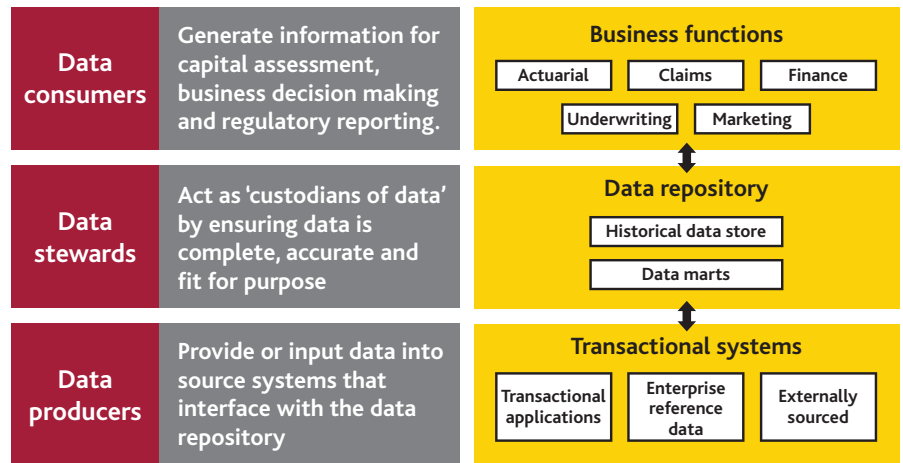 Data
consumers
Generate information for
capital assessment,
business decision making
and regulatory reporting.
Business functions
Actuarial
Claims
Finance
Underwriting
Marketing
Data
stewards
Act as ‘custodians of data’
by ensuring data is
complete, accurate and
fit for purpose
Data repository
Historical data store
Data marts
Data
producers
Provide or input data into
source systems that
interface with the data
repository
Transactional systems
Transactional
applications
Enterprise
reference
data
Externally
sourced